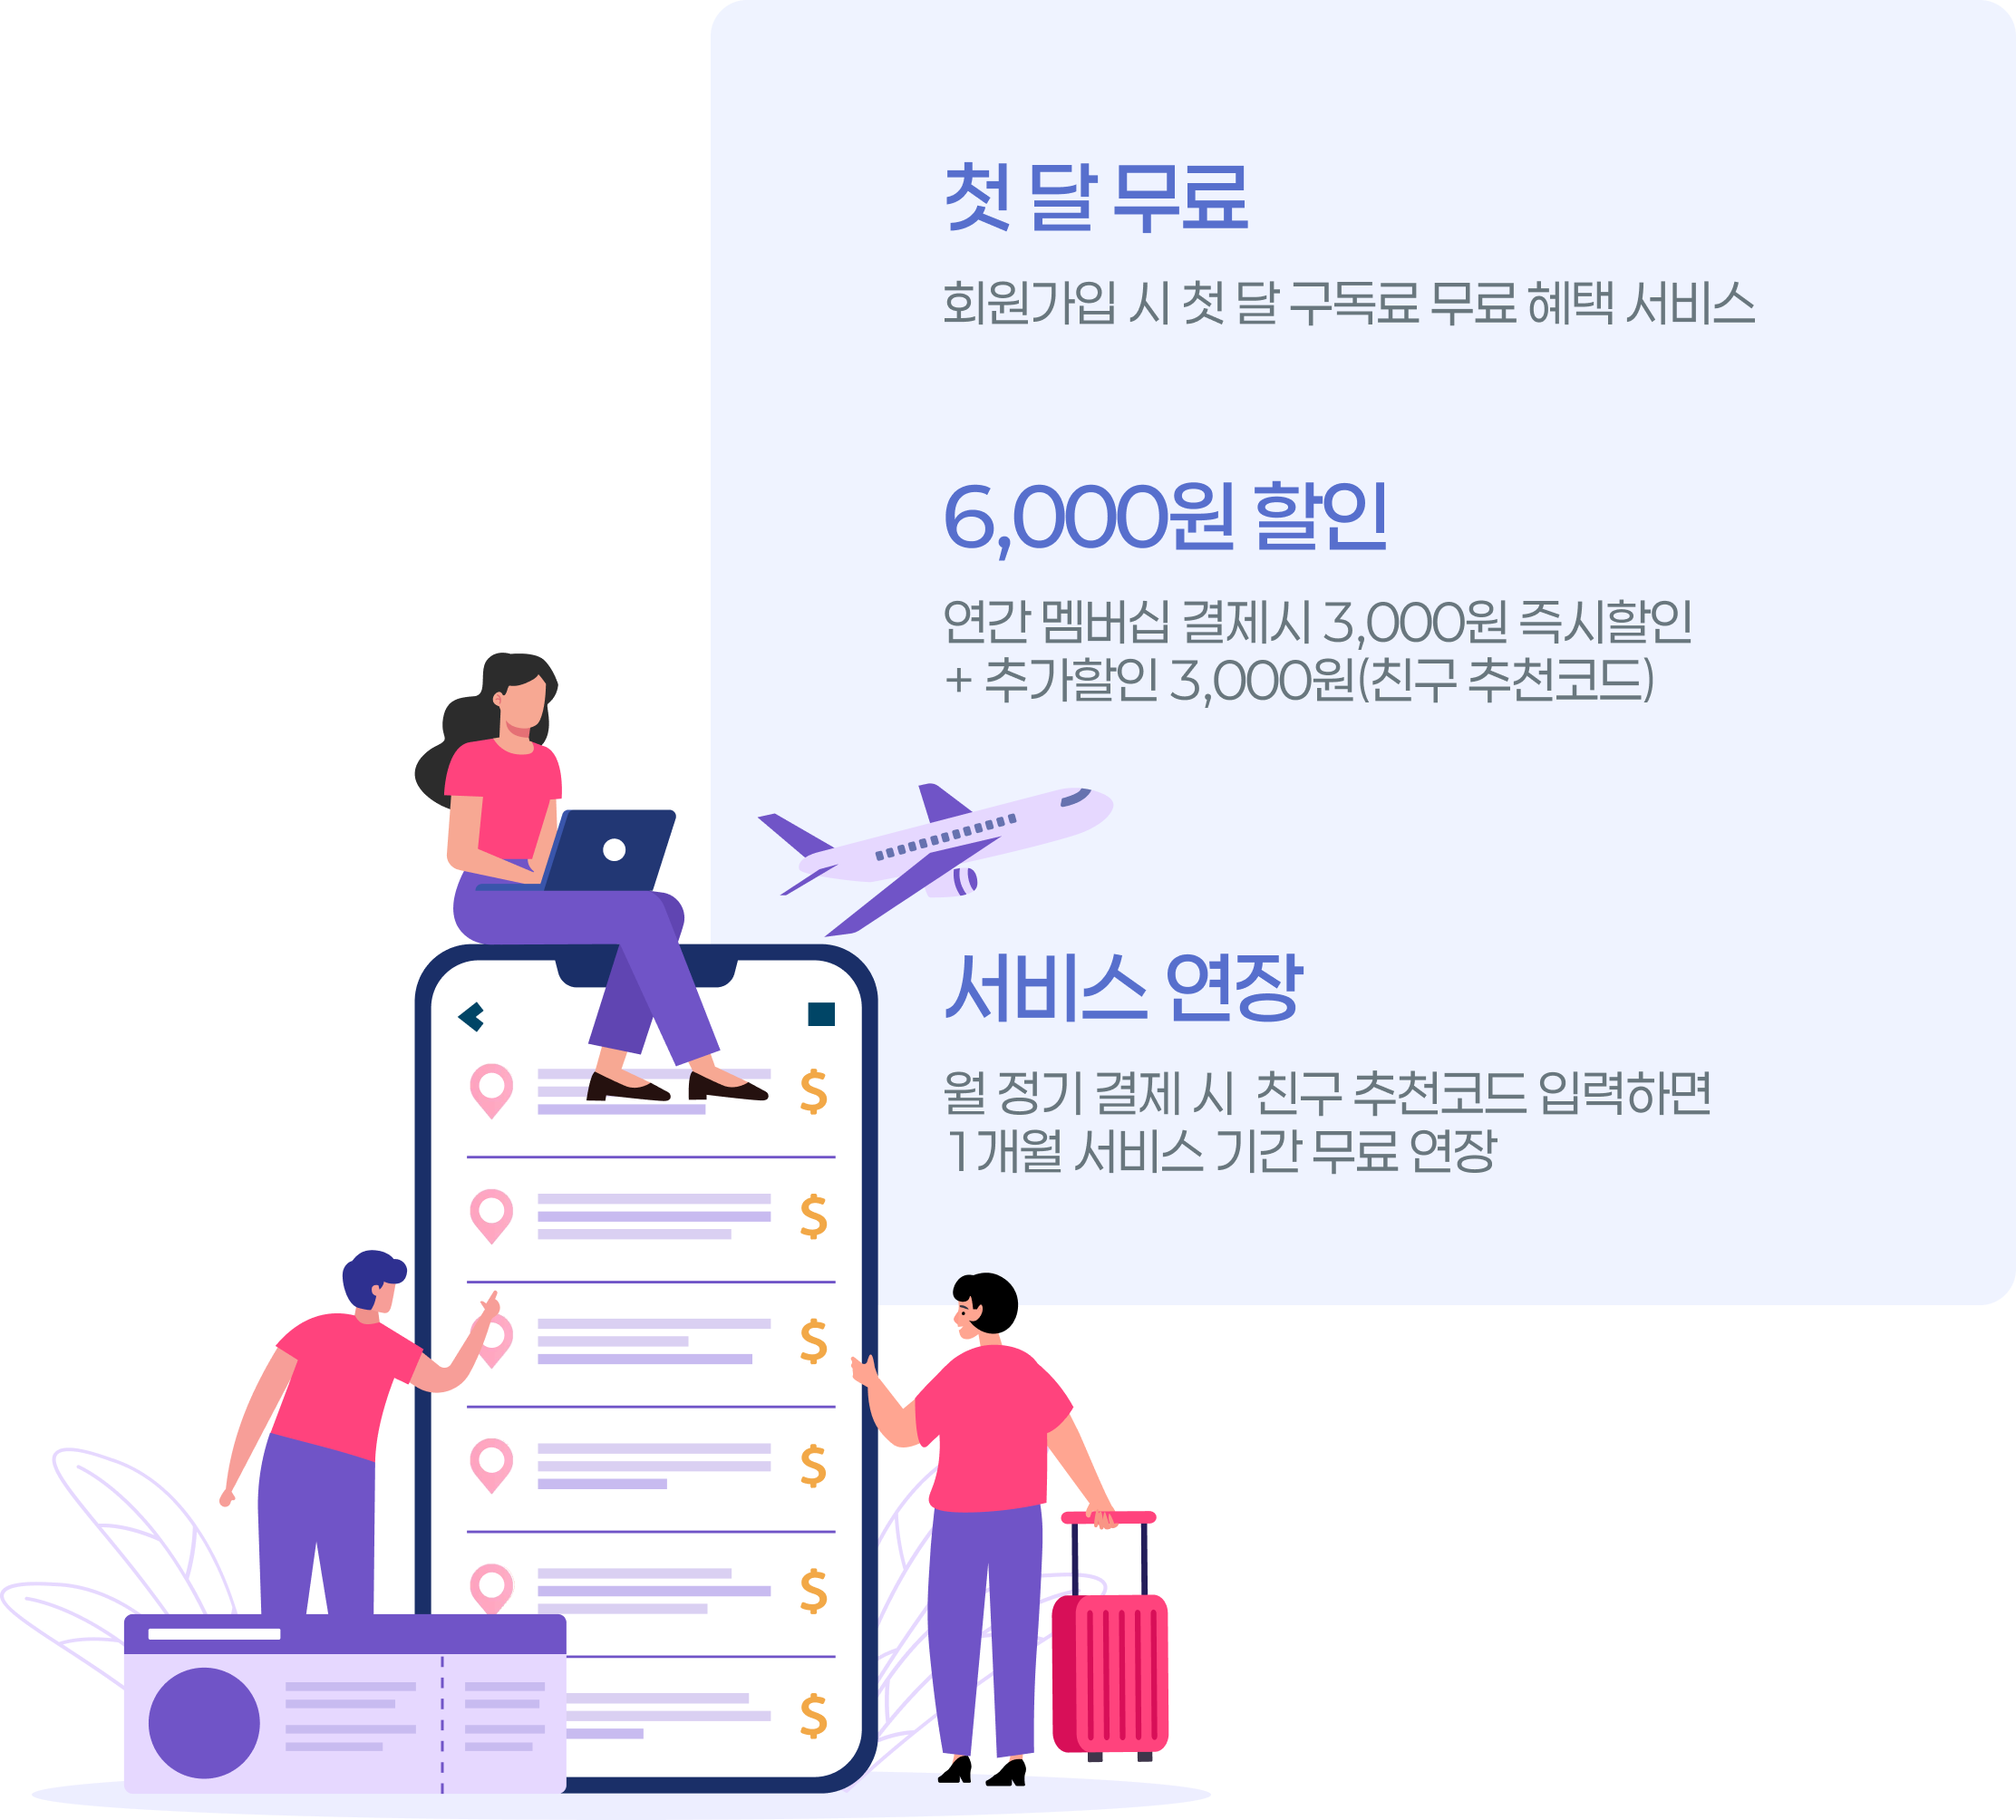 첫 달 무료
회원가입 시 첫 달 구독료 무료 혜택 서비스
6,000원 할인
연간 멤버십 결제시 3,000원 즉시할인
+ 추가할인 3,000원(친구 추천코드)
서비스 연장
월 정기 결제 시 친구 추천코드 입력하면
1개월 서비스 기간 무료 연장